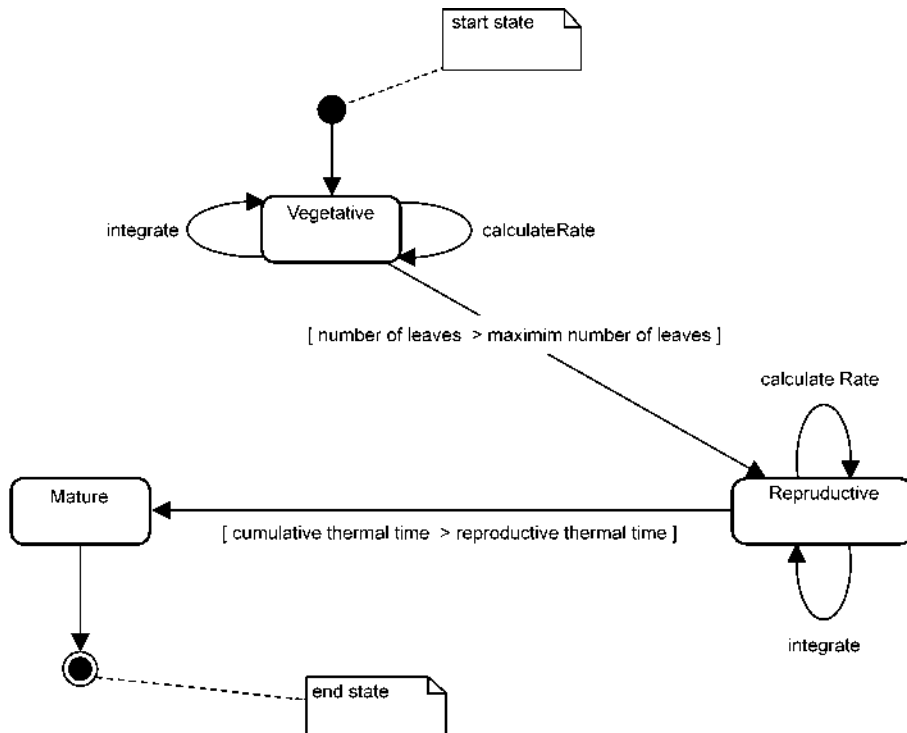 start state
Vegetative
integrate
calculateRate
[ number of leaves > maximim number of leaves ]
calculate Rate
Mature
Repruductive
[ cumulative thermal time > reproductive thermal time ]
integrate
end state